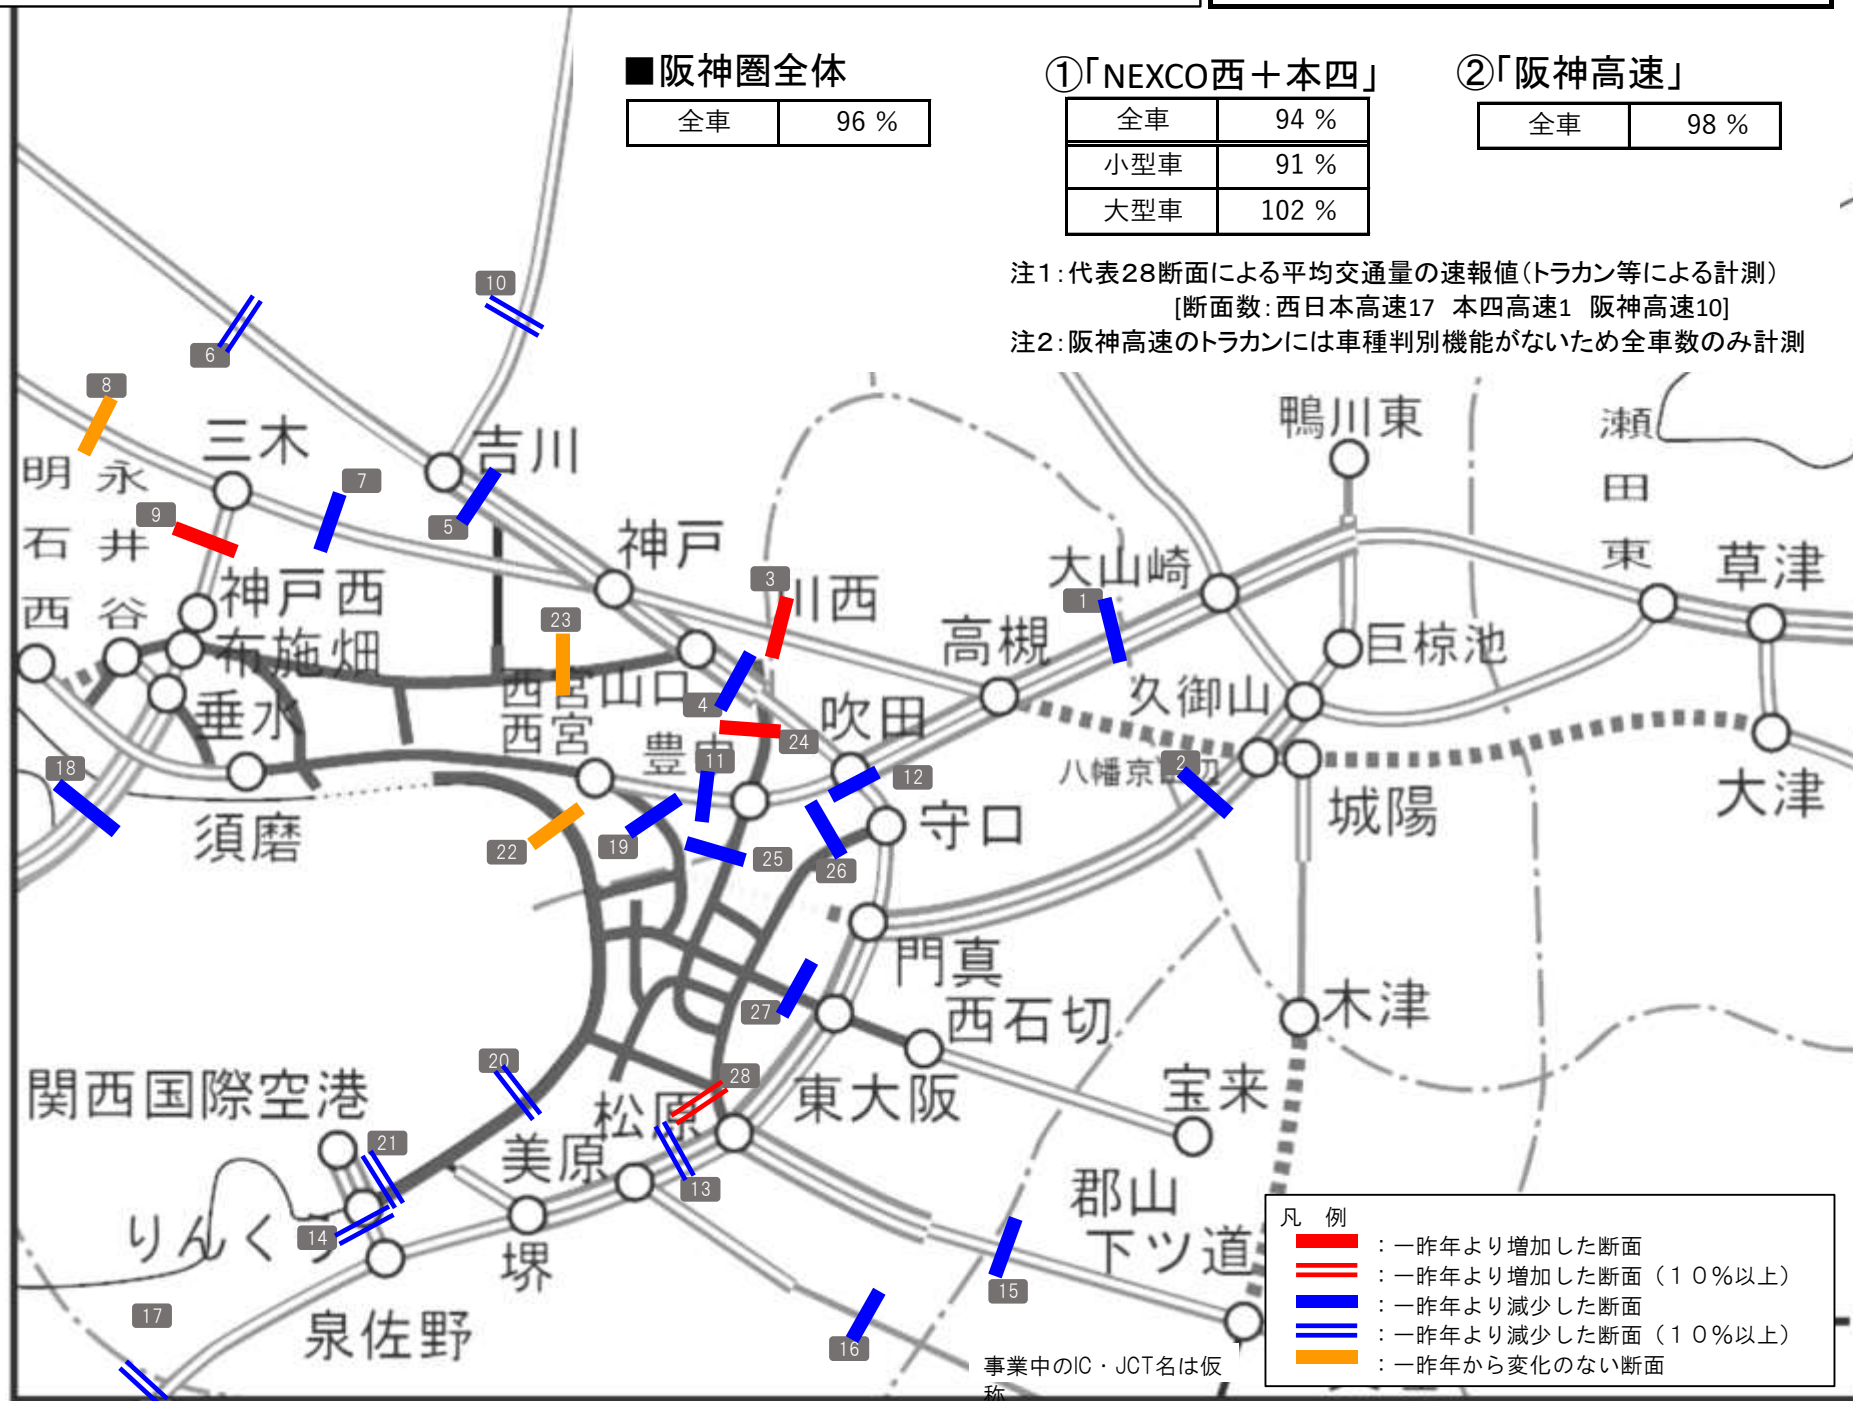 ■阪神圏全体
全車 96 %
①「NEXCO西＋本四」
全車 94 %
小型車 91 %
大型車 102 %
②「阪神高速」
全車 98 %
注１：代表２８断面による平均交通量の速報値（トラカン等による計測）
[断面数：西日本高速17 本四高速1 阪神高速10]
注２：阪神高速のトラカンには車種判別機能がないため全車数のみ計測
10
6
8
三木
吉川
鴨川東
瀬田東
明石西
永井谷
7
9
5
神戸
3
川西
大山崎
1
草津
神戸西
布施畑
23
高槻
巨椋池
西宮山口
4
久御山
垂水
西宮
24
吹田
豊中
11
12
八幡京田辺
2
18
大津
城陽
須磨
守口
22
19
25
26
門真
27
西石切
木津
20
28
関西国際空港
松原
東大阪
宝来
21
美原
13
郡山
下ツ道
りんくう
14
堺
15
17
泉佐野
16
事業中のIC・JCT名は仮
称
凡 例
：一昨年より増加した断面
：一昨年より増加した断面（１０％以上）
：一昨年より減少した断面
：一昨年より減少した断面（１０％以上）
：一昨年から変化のない断面